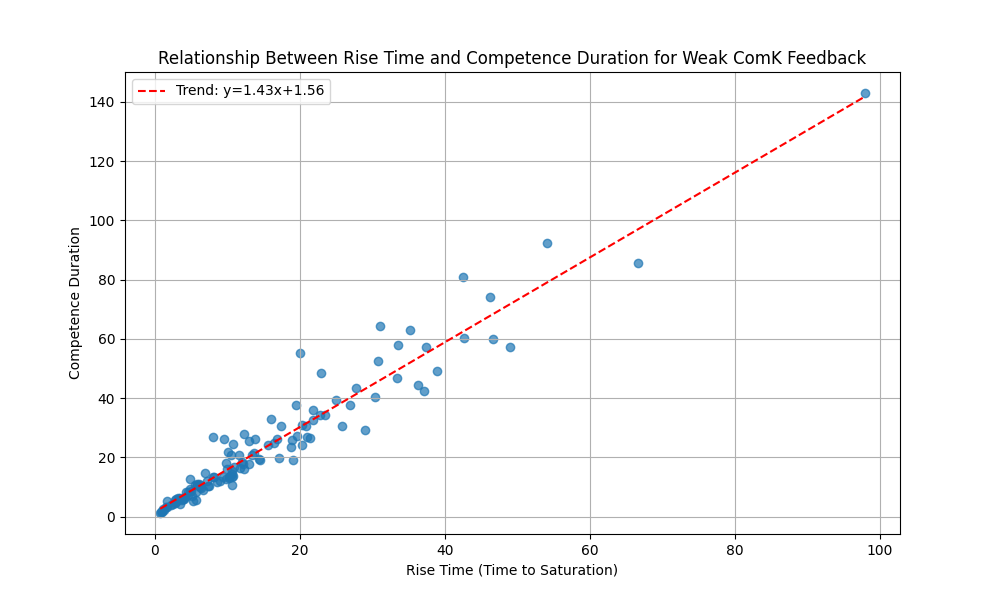 Relationship Between Rise Time and Competence Duration for Weak ComK Feedback
Trend: y=1.43x+1.56
140
120
100
80
60
40
20
0
Competence Duration
0 20 40 60 80 100
Rise Time (Time to Saturation)